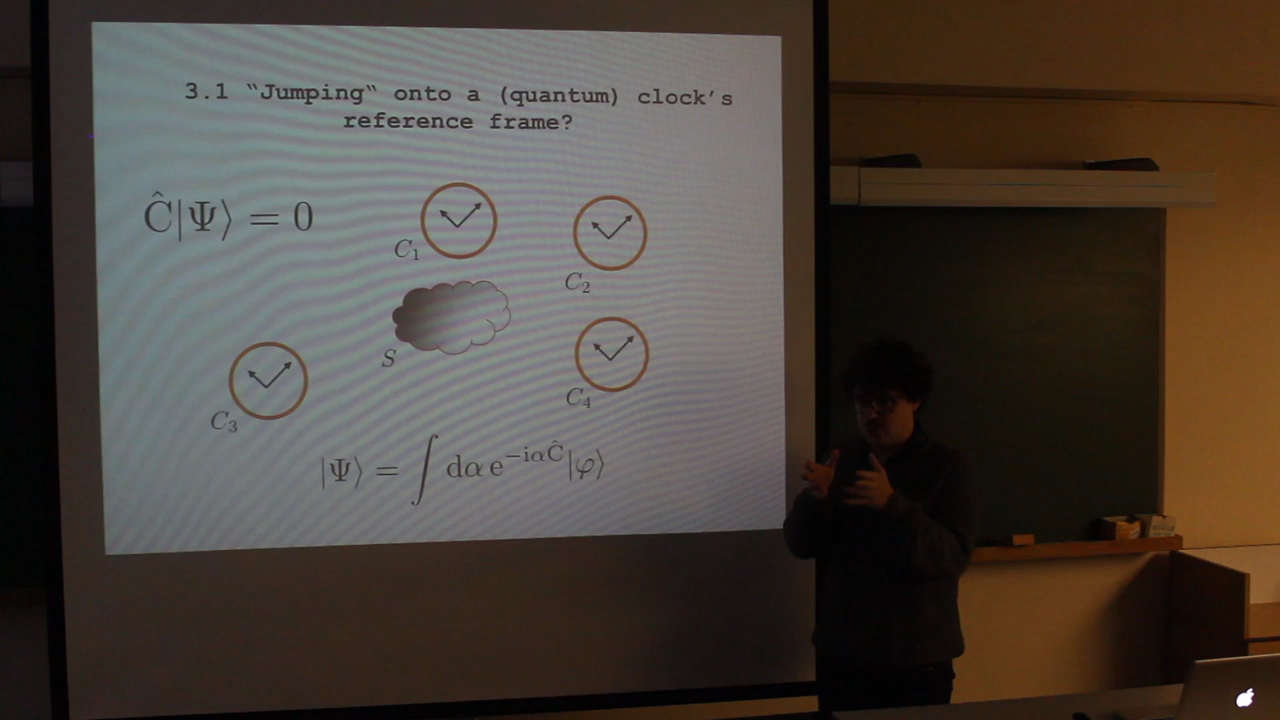 3.1 “Jumping“ onto a (quantum) clock’s
reference frame?
Ĉ|Ψ⟩ = 0
C₁
C₂
S
C₃
C₄
|Ψ⟩ = ∫ dα e^{−iαĈ}|φ⟩